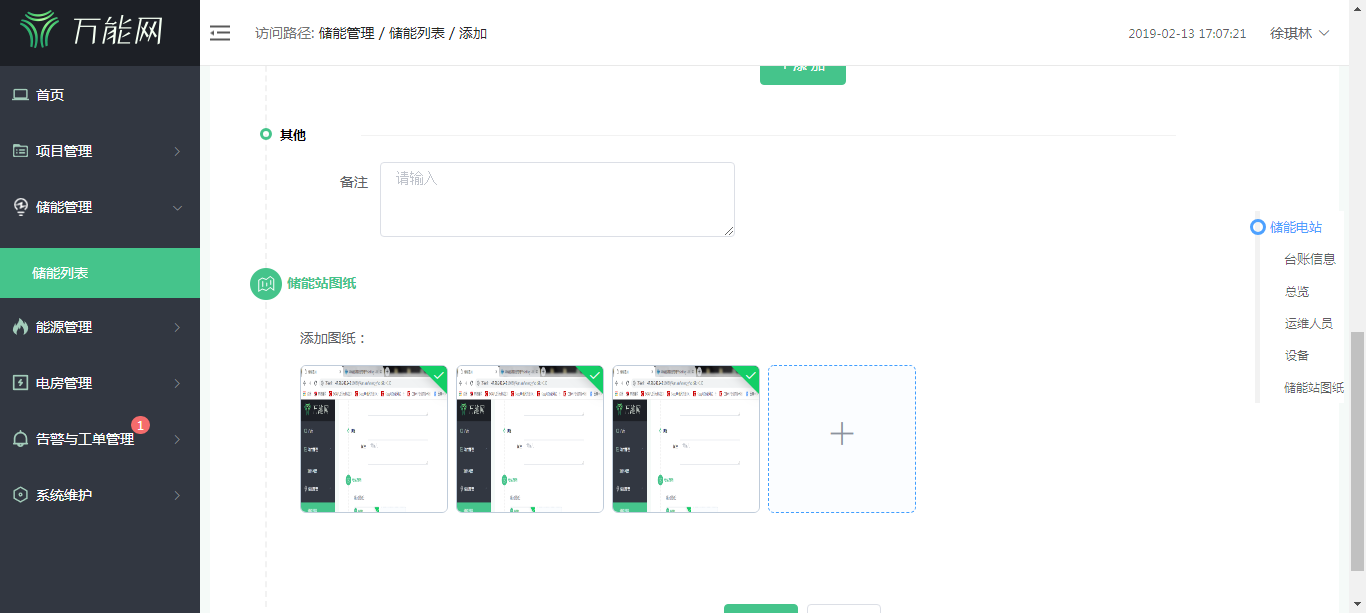 万能网
访问路径: 储能管理 / 储能列表 / 添加
2019-02-13 17:07:21
徐琪林
首页
项目管理
储能管理
储能列表
能源管理
电房管理
告警与工单管理
1
系统维护
+ 添加
其他
备注
请输入
储能站图纸
添加图纸：
储能电站
台账信息
总览
运维人员
设备
储能站图纸